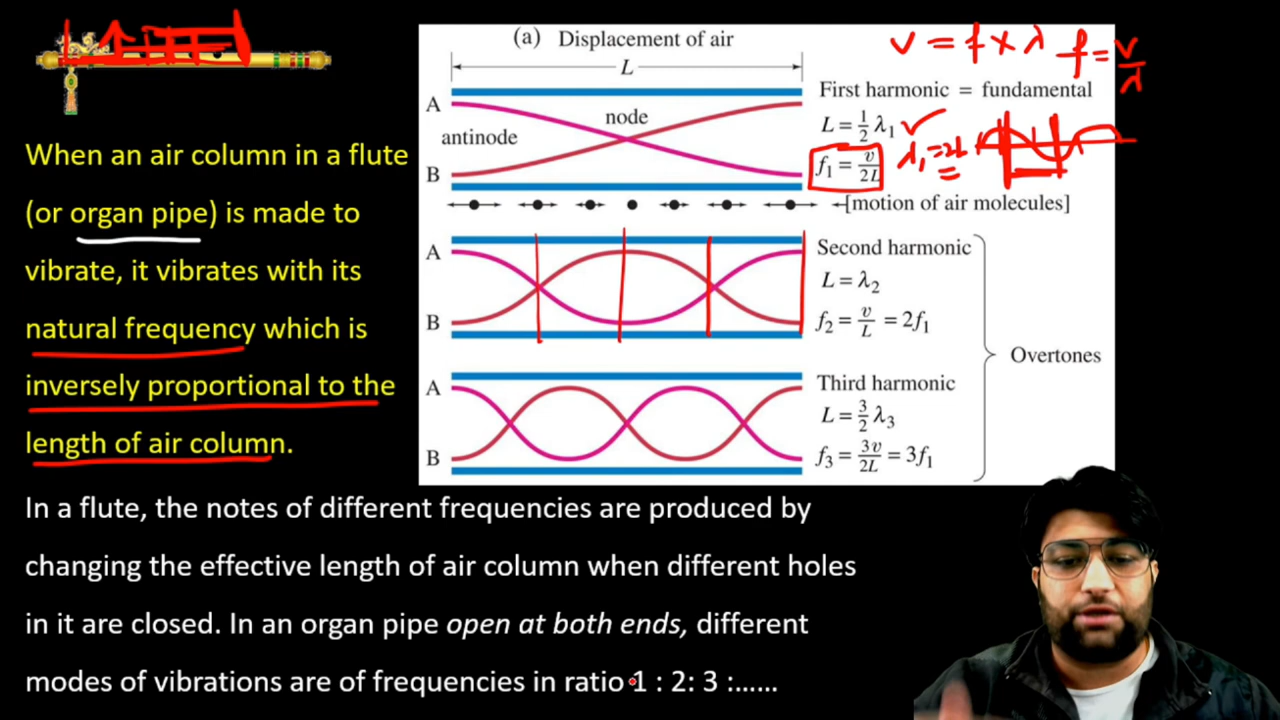 (a) Displacement of air
L
v = f × λ f = v/λ
First harmonic = fundamental
A
node
antinode
L = 1/2 λ₁ ✓
λ₁ = 2L
f₁ = v/2L
B
[motion of air molecules]
When an air column in a flute
(or organ pipe) is made to
vibrate, it vibrates with its
natural frequency which is
inversely proportional to the
length of air column.
A
Second harmonic
L = λ₂
f₂ = v/L = 2f₁
B
Overtones
A
Third harmonic
L = 3/2 λ₃
f₃ = 3v/2L = 3f₁
B
In a flute, the notes of different frequencies are produced by
changing the effective length of air column when different holes
in it are closed. In an organ pipe open at both ends, different
modes of vibrations are of frequencies in ratio 1 : 2: 3 :......